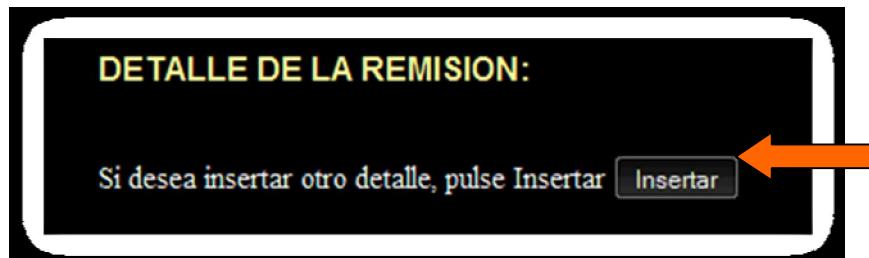 DETALLE DE LA REMISION:
Si desea insertar otro detalle, pulse Insertar Insertar